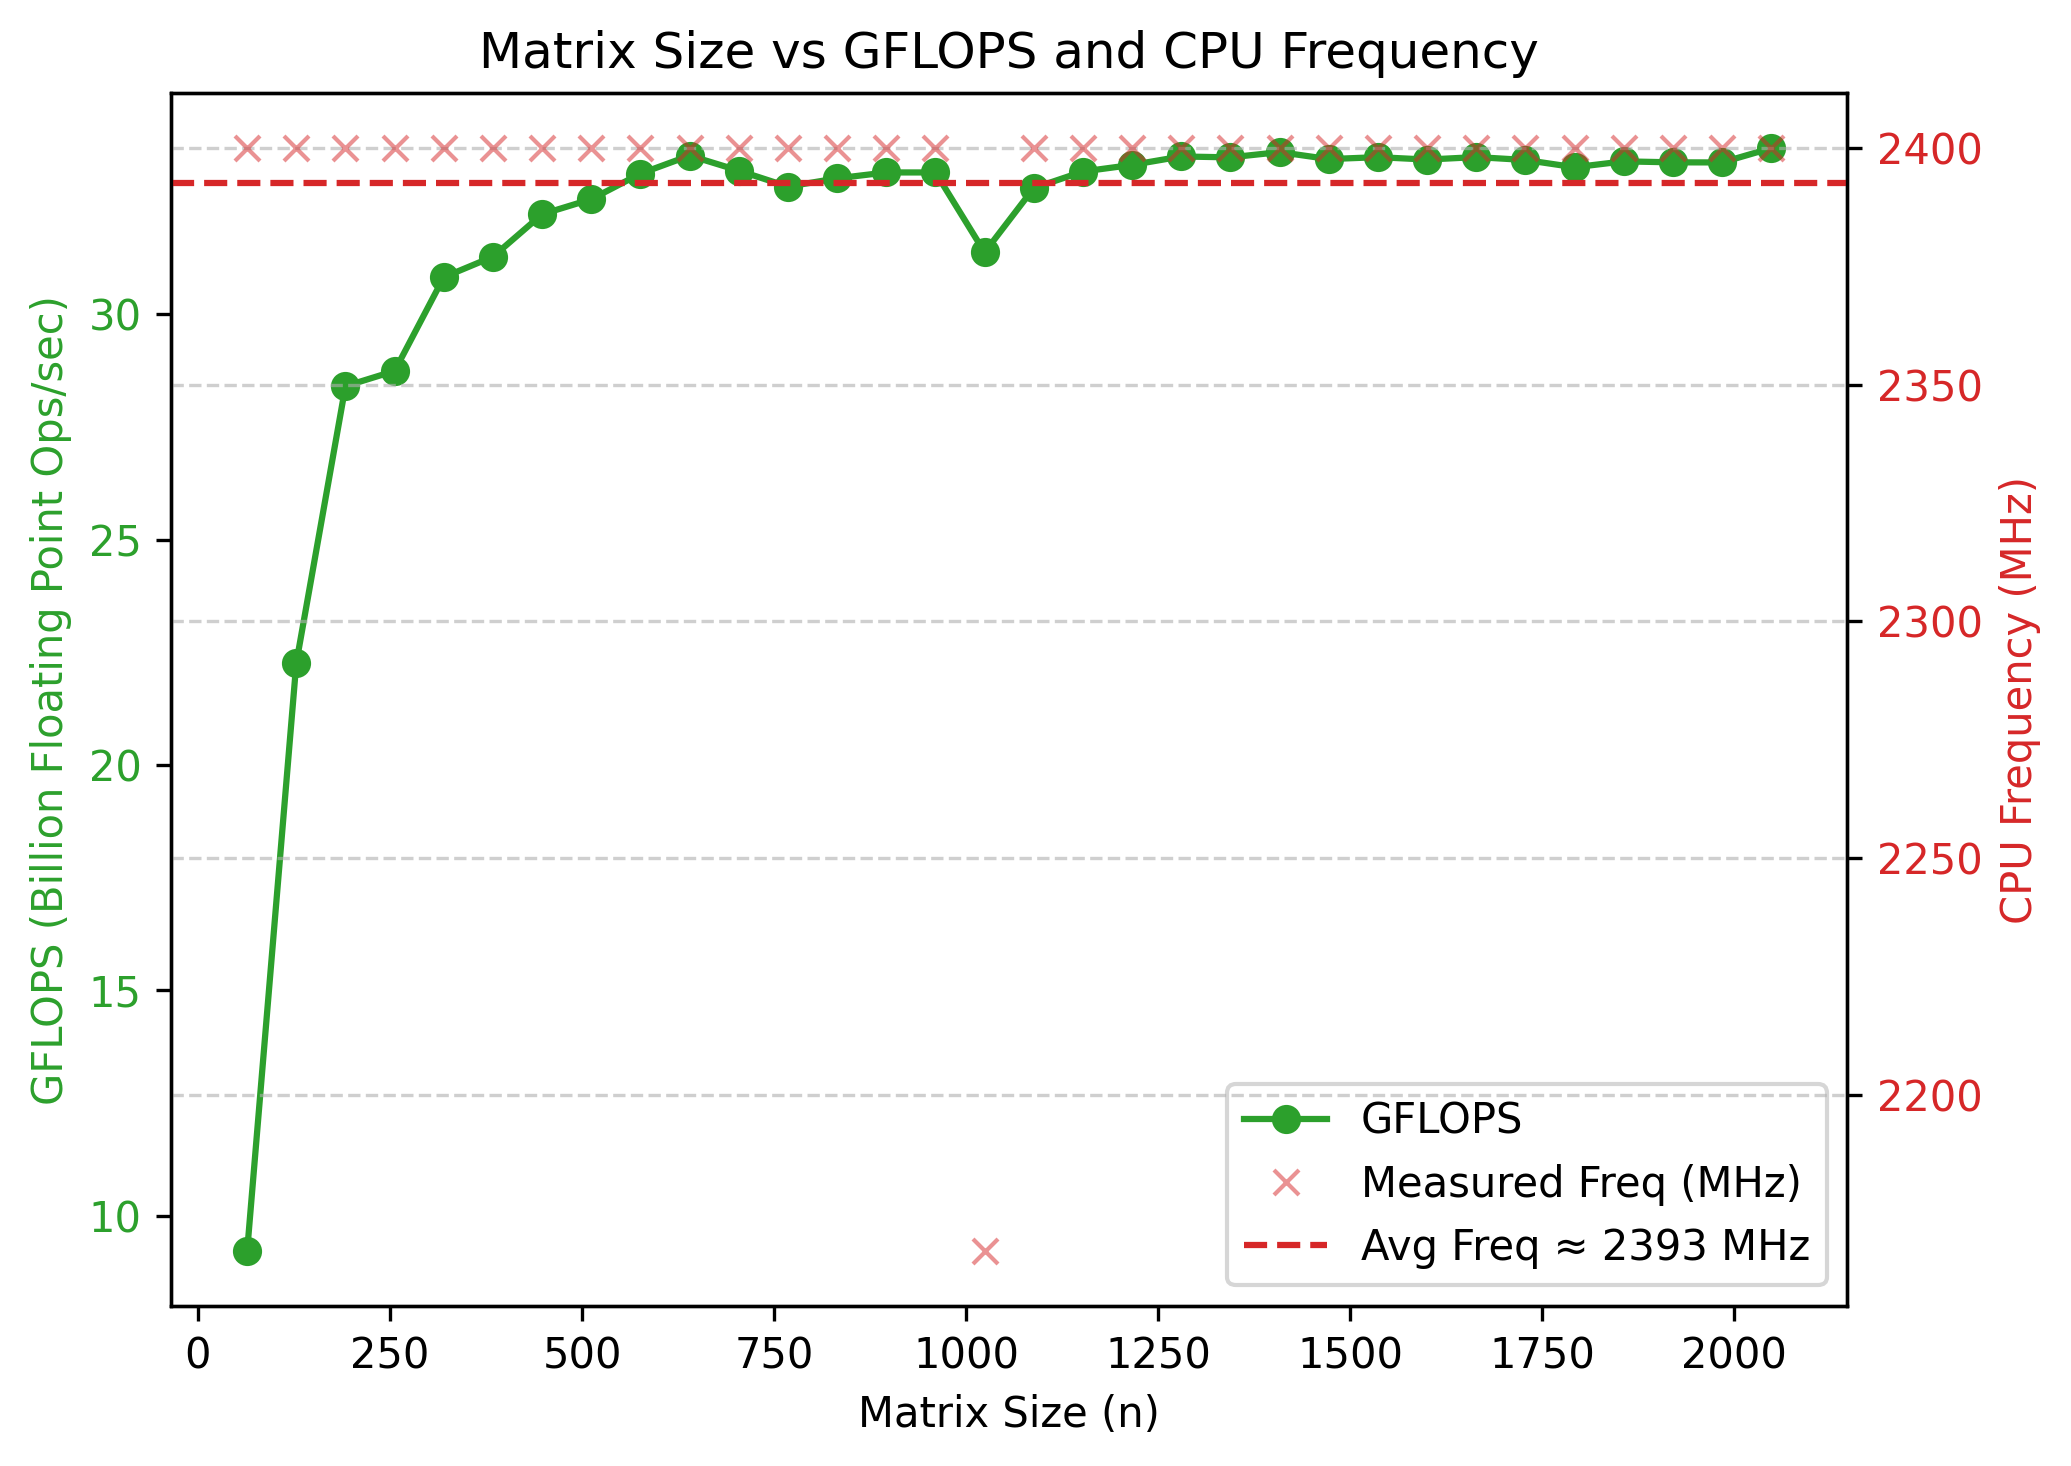 Matrix Size vs GFLOPS and CPU Frequency
GFLOPS (Billion Floating Point Ops/sec)
30
25
20
15
10
2400
2350
2300
2250
2200
CPU Frequency (MHz)
GFLOPS
Measured Freq (MHz)
Avg Freq ≈ 2393 MHz
0 250 500 750 1000 1250 1500 1750 2000
Matrix Size (n)